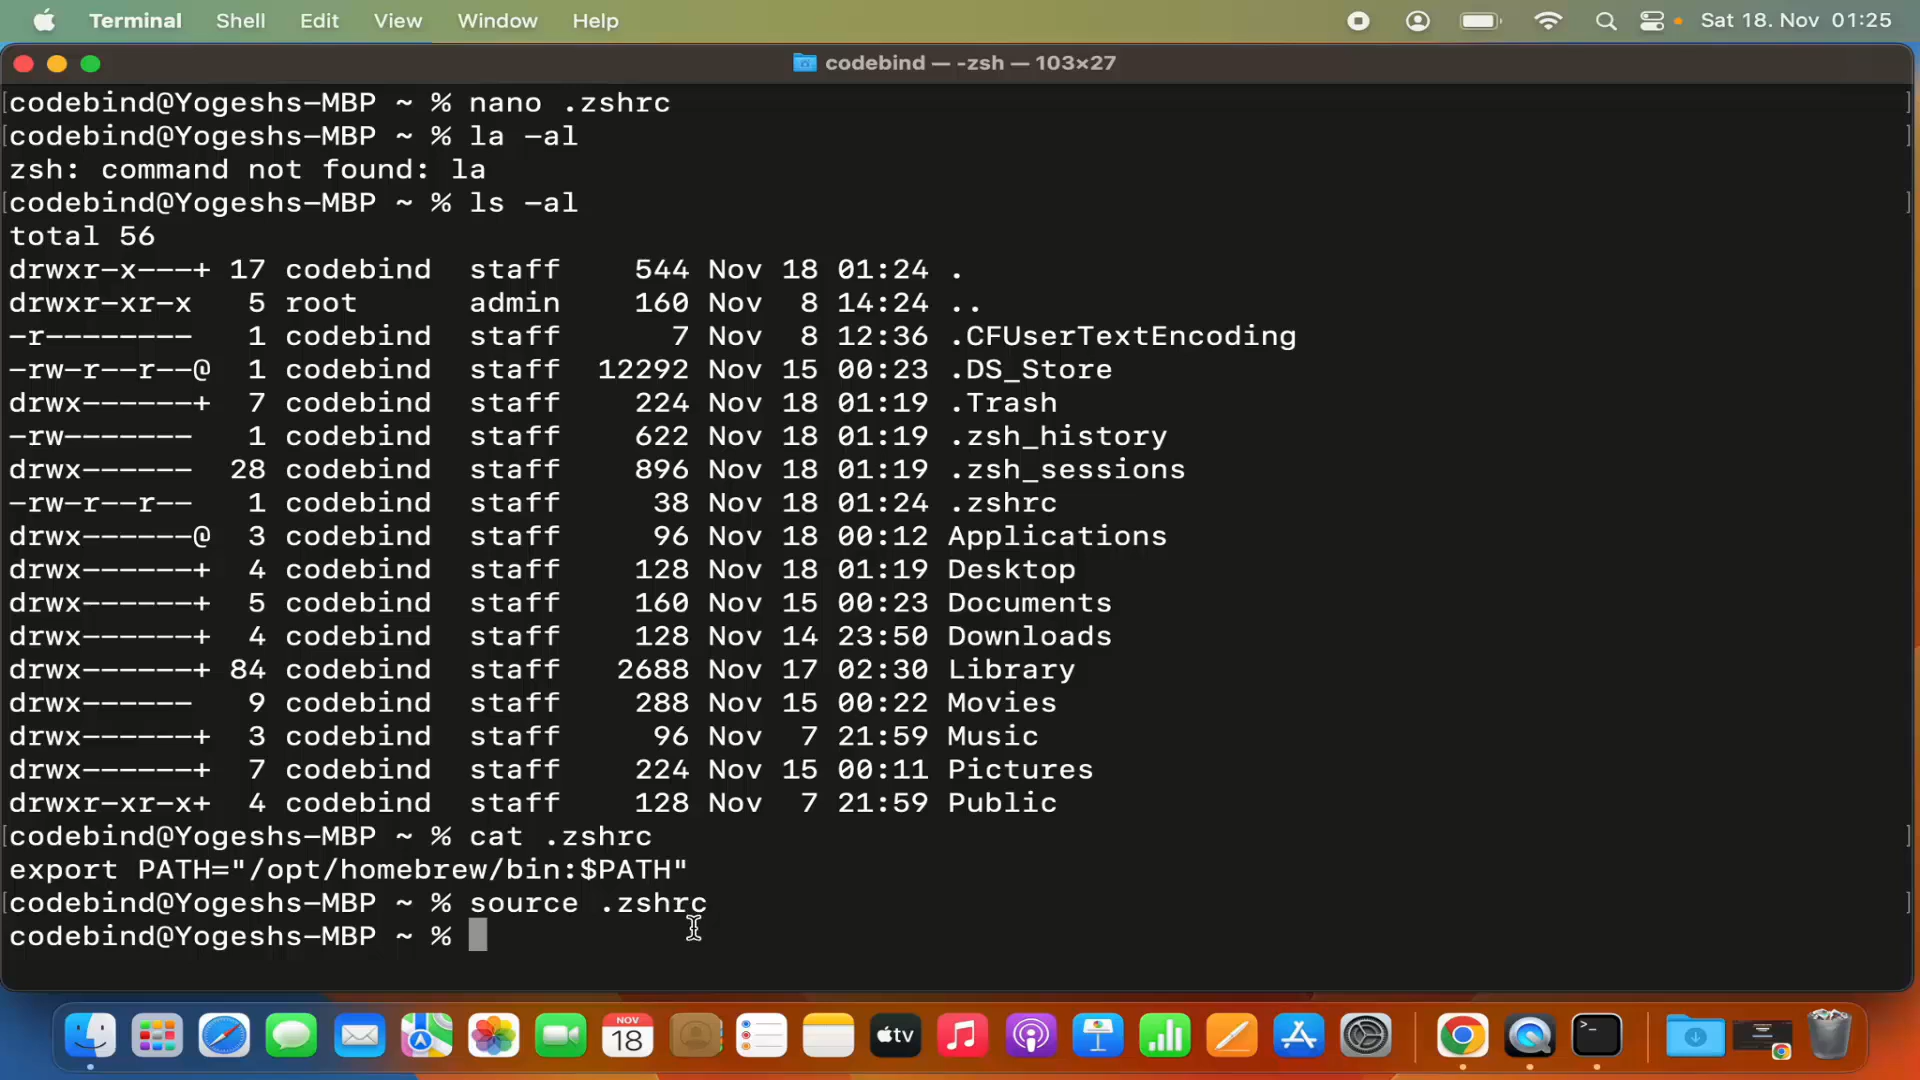 Terminal Shell Edit View Window Help Sat 18. Nov 01:25
codebind — -zsh — 103×27
codebind@Yogeshs-MBP ~ % nano .zshrc
codebind@Yogeshs-MBP ~ % la -al
zsh: command not found: la
codebind@Yogeshs-MBP ~ % ls -al
total 56
drwxr-x---+ 17 codebind  staff    544 Nov 18 01:24 .
drwxr-xr-x   5 root      admin    160 Nov  8 14:24 ..
-r--------   1 codebind  staff      7 Nov  8 12:36 .CFUserTextEncoding
-rw-r--r--@  1 codebind  staff  12292 Nov 15 00:23 .DS_Store
drwx------+  7 codebind  staff    224 Nov 18 01:19 .Trash
-rw-------   1 codebind  staff    622 Nov 18 01:19 .zsh_history
drwx------  28 codebind  staff    896 Nov 18 01:19 .zsh_sessions
-rw-r--r--   1 codebind  staff     38 Nov 18 01:24 .zshrc
drwx------@  3 codebind  staff     96 Nov 18 00:12 Applications
drwx------+  4 codebind  staff    128 Nov 18 01:19 Desktop
drwx------+  5 codebind  staff    160 Nov 15 00:23 Documents
drwx------+  4 codebind  staff    128 Nov 14 23:50 Downloads
drwx------+ 84 codebind  staff   2688 Nov 17 02:30 Library
drwx------   9 codebind  staff    288 Nov 15 00:22 Movies
drwx------+  3 codebind  staff     96 Nov  7 21:59 Music
drwx------+  7 codebind  staff    224 Nov 15 00:11 Pictures
drwxr-xr-x+  4 codebind  staff    128 Nov  7 21:59 Public
codebind@Yogeshs-MBP ~ % cat .zshrc
export PATH="/opt/homebrew/bin:$PATH"
codebind@Yogeshs-MBP ~ % source .zshrc
codebind@Yogeshs-MBP ~ %
NOV
18
tv